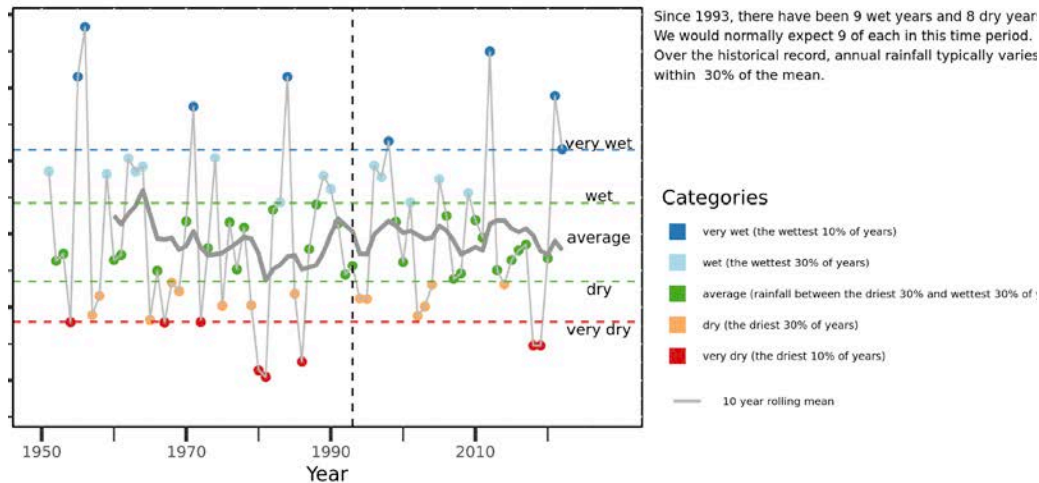 Since 1993, there have been 9 wet years and 8 dry years
We would normally expect 9 of each in this time period.
Over the historical record, annual rainfall typically varies
within 30% of the mean.
very wet
wet
average
dry
very dry
Categories
very wet (the wettest 10% of years)
wet (the wettest 30% of years)
average (rainfall between the driest 30% and wettest 30% of
dry (the driest 30% of years)
very dry (the driest 10% of years)
10 year rolling mean
1950 1970 1990 2010
Year